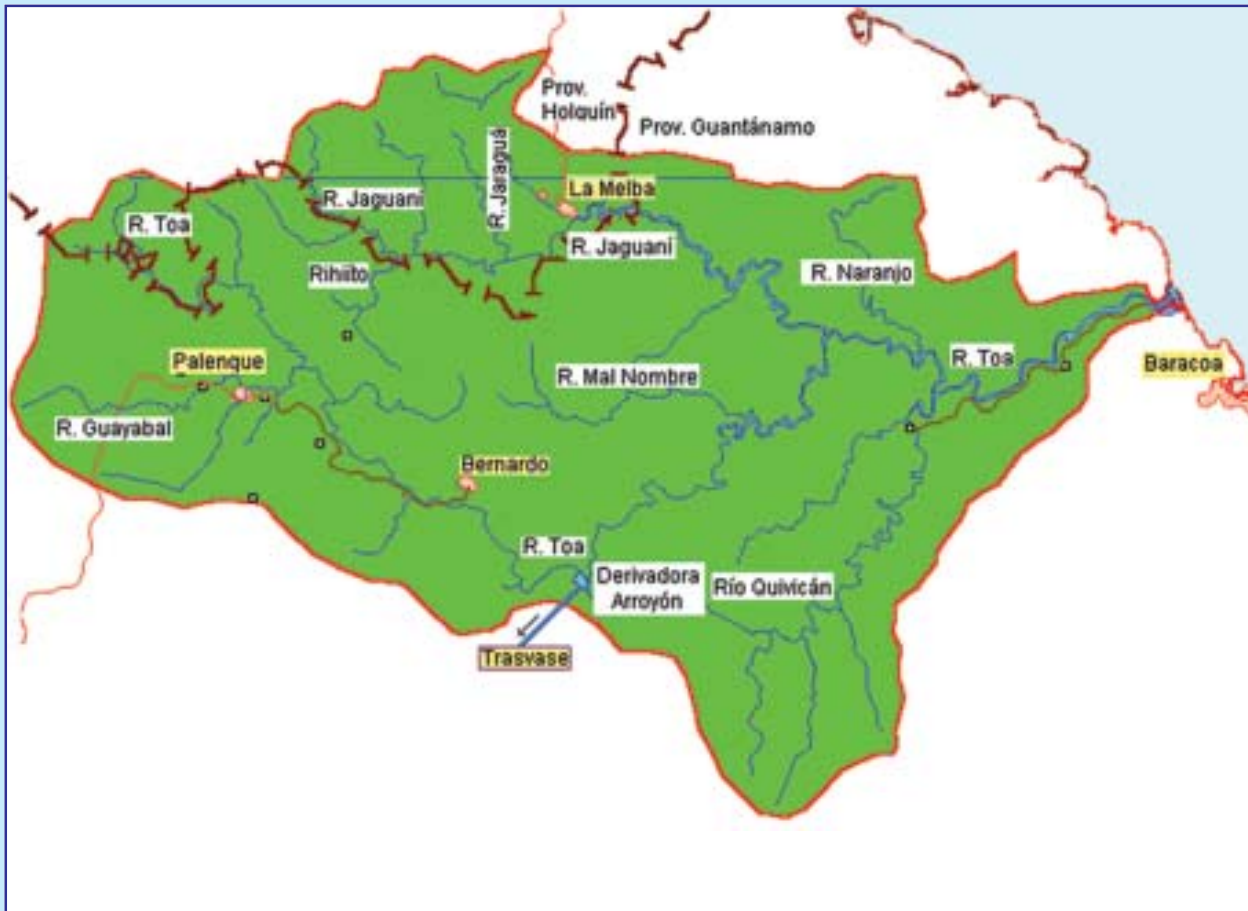 Prov.
Holguín
Prov. Guantánamo
R. Jaraguá
La Melba
R. Jaguani
R. Toa
R. Jaguani
R. Naranjo
Rihiito
Palenque
R. Toa
Baracoa
R. Mal Nombre
R. Guayabal
Bernardo
R. Toa
Derivadora
Arroyón
Río Quivicán
Trasvase